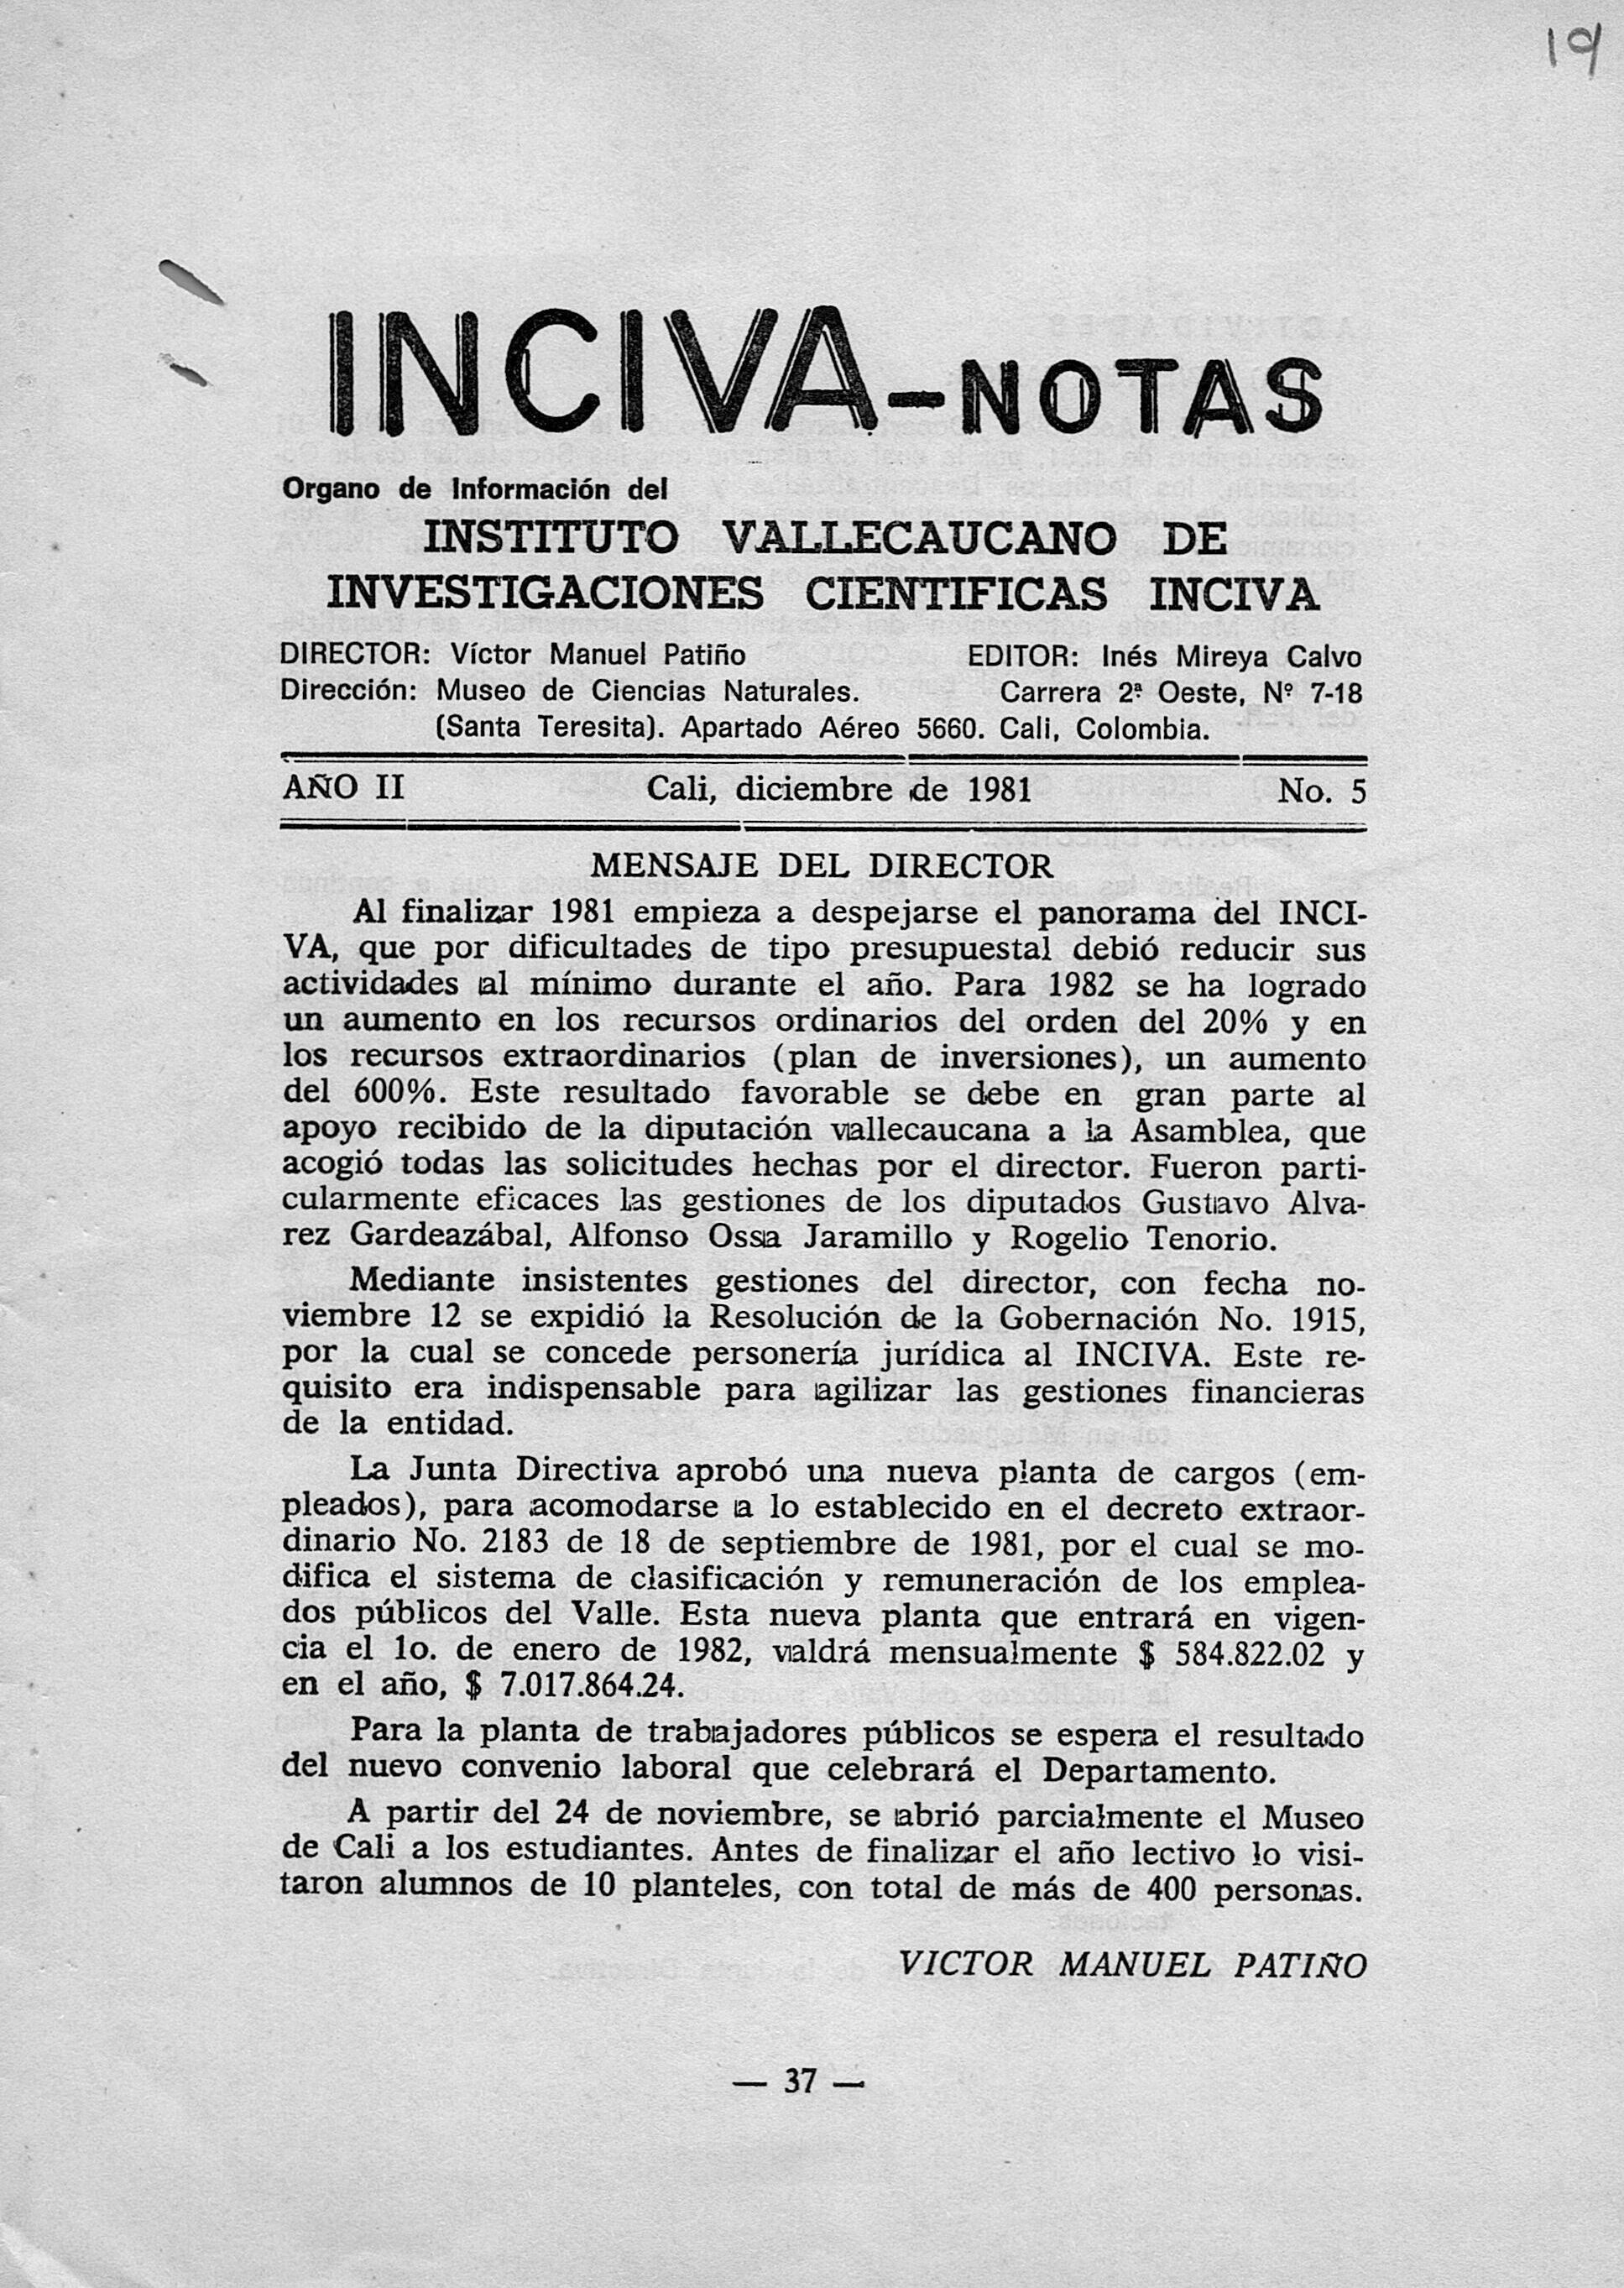 19
INCIVA-NOTAS
Organo de Información del
INSTITUTO VALLECAUCANO DE
INVESTIGACIONES CIENTIFICAS INCIVA
DIRECTOR: Víctor Manuel Patiño EDITOR: Inés Mireya Calvo
Dirección: Museo de Ciencias Naturales. Carrera 2ª Oeste, Nº 7-18
(Santa Teresita). Apartado Aéreo 5660. Cali, Colombia.
AÑO II Cali, diciembre de 1981 No. 5
MENSAJE DEL DIRECTOR
Al finalizar 1981 empieza a despejarse el panorama del INCI-
VA, que por dificultades de tipo presupuestal debió reducir sus
actividades al mínimo durante el año. Para 1982 se ha logrado
un aumento en los recursos ordinarios del orden del 20% y en
los recursos extraordinarios (plan de inversiones), un aumento
del 600%. Este resultado favorable se debe en gran parte al
apoyo recibido de la diputación vallecaucana a la Asamblea, que
acogió todas las solicitudes hechas por el director. Fueron parti-
cularmente eficaces las gestiones de los diputados Gustavo Alva-
rez Gardeazábal, Alfonso Ossa Jaramillo y Rogelio Tenorio.
Mediante insistentes gestiones del director, con fecha no-
viembre 12 se expidió la Resolución de la Gobernación No. 1915,
por la cual se concede personería jurídica al INCIVA. Este re-
quisito era indispensable para agilizar las gestiones financieras
de la entidad.
La Junta Directiva aprobó una nueva planta de cargos (em-
pleados), para acomodarse a lo establecido en el decreto extraor-
dinario No. 2183 de 18 de septiembre de 1981, por el cual se mo-
difica el sistema de clasificación y remuneración de los emplea-
dos públicos del Valle. Esta nueva planta que entrará en vigen-
cia el 1o. de enero de 1982, valdrá mensualmente $ 584.822.02 y
en el año, $ 7.017.864.24.
Para la planta de trabajadores públicos se espera el resultado
del nuevo convenio laboral que celebrará el Departamento.
A partir del 24 de noviembre, se abrió parcialmente el Museo
de Cali a los estudiantes. Antes de finalizar el año lectivo lo visi-
taron alumnos de 10 planteles, con total de más de 400 personas.
VICTOR MANUEL PATIÑO
— 37 —